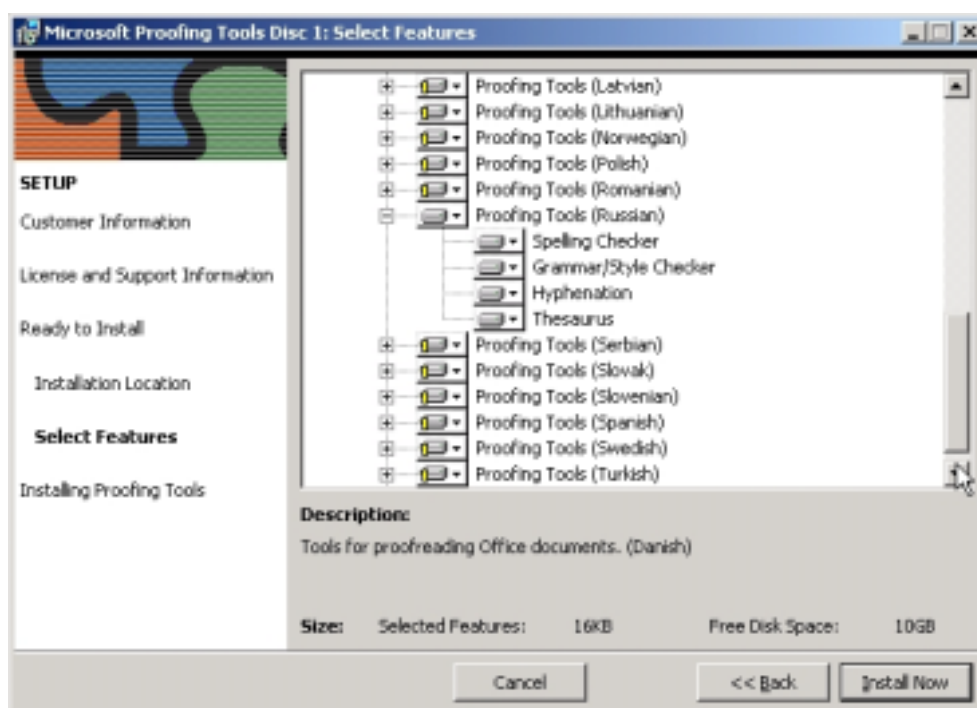 Microsoft Proofing Tools Disc 1: Select Features
SETUP
Customer Information
License and Support Information
Ready to Install
Installation Location
Select Features
Installing Proofing Tools
Proofing Tools (Latvian)
Proofing Tools (Lithuanian)
Proofing Tools (Norwegian)
Proofing Tools (Polish)
Proofing Tools (Romanian)
Proofing Tools (Russian)
Spelling Checker
Grammar/Style Checker
Hyphenation
Thesaurus
Proofing Tools (Serbian)
Proofing Tools (Slovak)
Proofing Tools (Slovenian)
Proofing Tools (Spanish)
Proofing Tools (Swedish)
Proofing Tools (Turkish)
Description:
Tools for proofreading Office documents. (Danish)
Size: Selected Features: 16KB Free Disk Space: 10GB
Cancel << Back Install Now